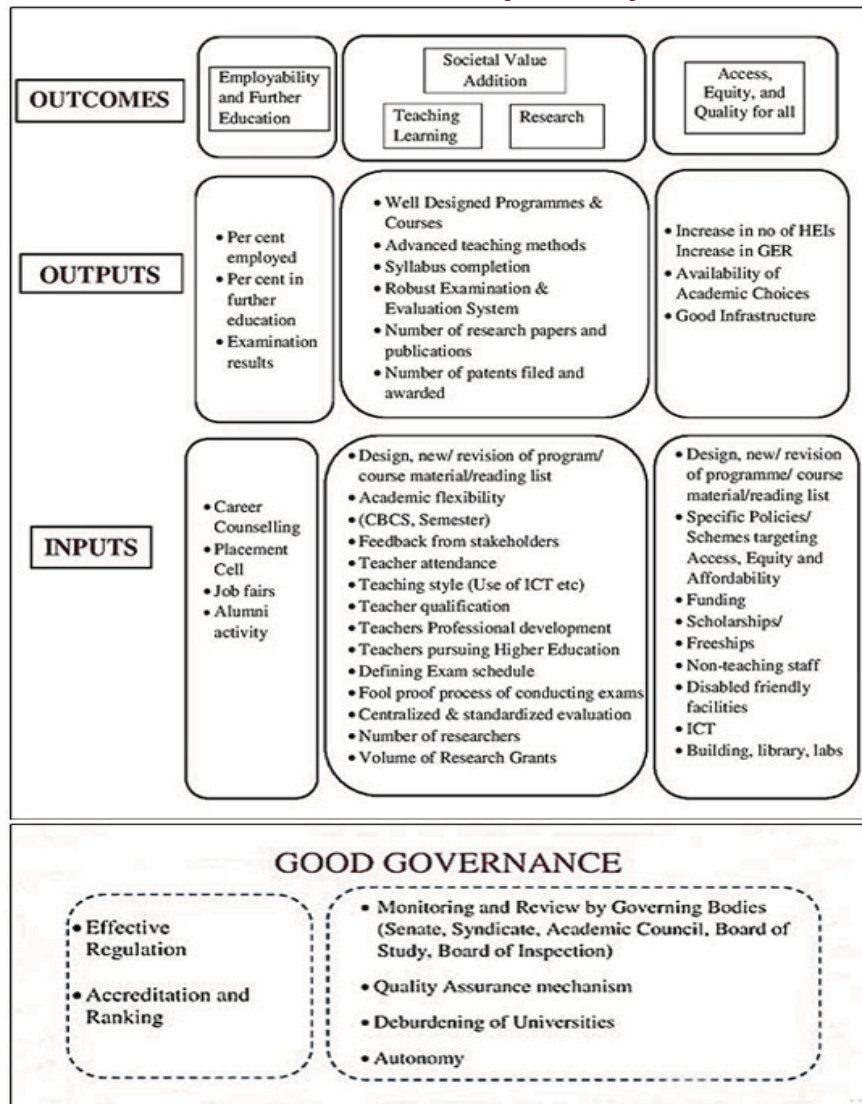 OUTCOMES
Employability
and Further
Education
Societal Value
Addition
Teaching
Learning
Research
Access,
Equity, and
Quality for all
OUTPUTS
• Per cent
employed
• Per cent in
further
education
• Examination
results
• Well Designed Programmes &
Courses
• Advanced teaching methods
• Syllabus completion
• Robust Examination &
Evaluation System
• Number of research papers and
publications
• Number of patents filed and
awarded
• Increase in no of HEIs
Increase in GER
• Availability of
Academic Choices
• Good Infrastructure
INPUTS
• Career
Counselling
• Placement
Cell
• Job fairs
• Alumni
activity
• Design, new/ revision of program/
course material/reading list
• Academic flexibility
• (CBCS, Semester)
• Feedback from stakeholders
• Teacher attendance
• Teaching style (Use of ICT etc)
• Teacher qualification
• Teachers Professional development
• Teachers pursuing Higher Education
• Defining Exam schedule
• Fool proof process of conducting exams
• Centralized & standardized evaluation
• Number of researchers
• Volume of Research Grants
• Design, new/ revision
of programme/ course
material/reading list
• Specific Policies/
Schemes targeting
Access, Equity and
Affordability
• Funding
• Scholarships/
• Freeships
• Non-teaching staff
• Disabled friendly
facilities
• ICT
• Building, library, labs
GOOD GOVERNANCE
• Effective
Regulation
• Accreditation and
Ranking
• Monitoring and Review by Governing Bodies
(Senate, Syndicate, Academic Council, Board of
Study, Board of Inspection)
• Quality Assurance mechanism
• Deburdening of Universities
• Autonomy